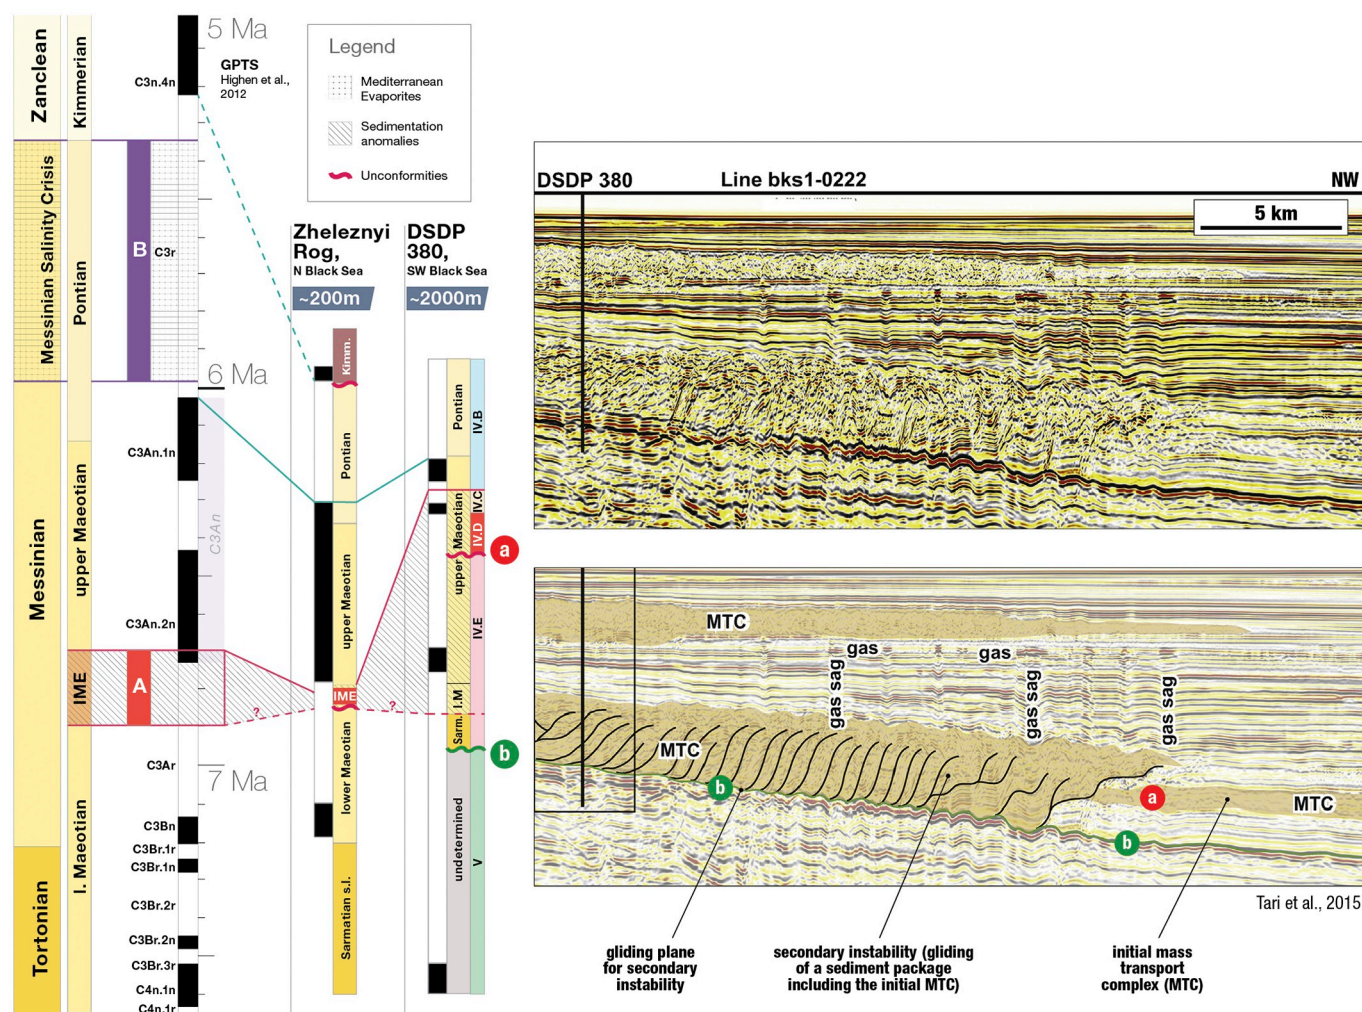 5 Ma
GPTS
Highen et al.,
2012
C3n.4n
Zanclean
Kimmerian
Legend
Mediterranean
Evaporites
Sedimentation
anomalies
Unconformities
Messinian Salinity Crisis
Pontian
B
C3r
6 Ma
Zheleznyi
Rog,
N Black Sea
~200m
DSDP
380,
SW Black Sea
~2000m
Kimm.
Pontian
Pontian
IV.B
Messinian
upper Maeotian
C3An.1n
C3An
C3An.2n
upper Maeotian
upper Maeotian
IV.C
IV.D
a
IV.E
IME
A
IME
?
?
l.M
Sarm.
b
C3Ar
7 Ma
lower Maeotian
l. Maeotian
C3Bn
C3Br.1r
C3Br.1n
C3Br.2r
C3Br.2n
C3Br.3r
C4n.1n
C4n.1r
Tortonian
Sarmatian s.l.
undetermined
V
DSDP 380
Line bks1-0222
NW
5 km
MTC
gas
gas
gas sag
gas sag
gas sag
MTC
b
a
MTC
b
Tari et al., 2015
gliding plane
for secondary
instability
secondary instability (gliding
of a sediment package
including the initial MTC)
initial mass
transport
complex (MTC)